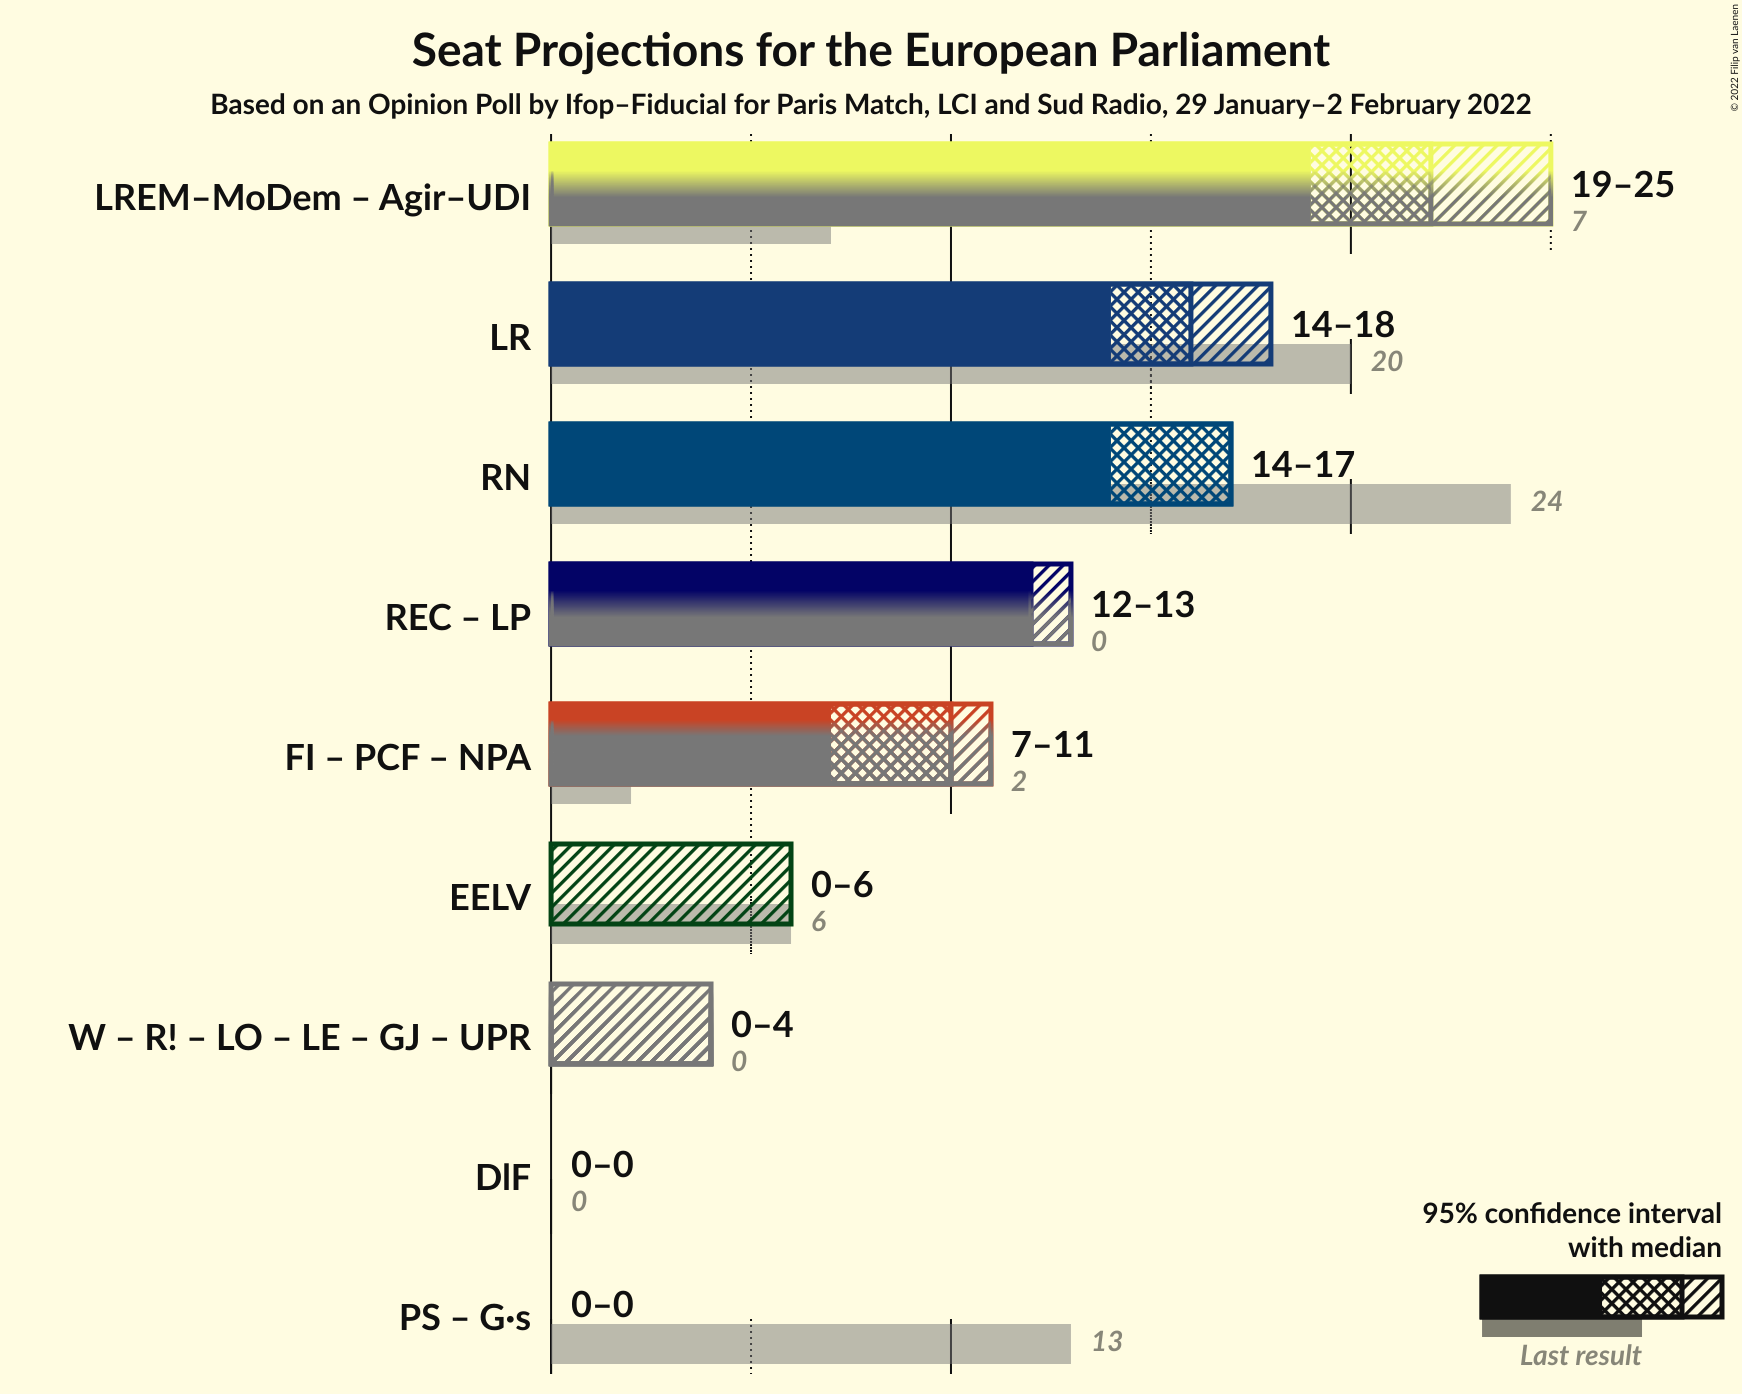 Seat Projections for the European Parliament
Based on an Opinion Poll by Ifop–Fiducial for Paris Match, LCI and Sud Radio, 29 January–2 February 2022
© 2022 Filip van Laenen
LREM–MoDem – Agir–UDI
19–25
7
LR
14–18
20
RN
14–17
24
REC – LP
12–13
0
FI – PCF – NPA
7–11
2
EELV
0–6
6
W – R! – LO – LE – GJ – UPR
0–4
0
DlF
0–0
0
PS – G·s
0–0
13
95% confidence interval
with median
Last result